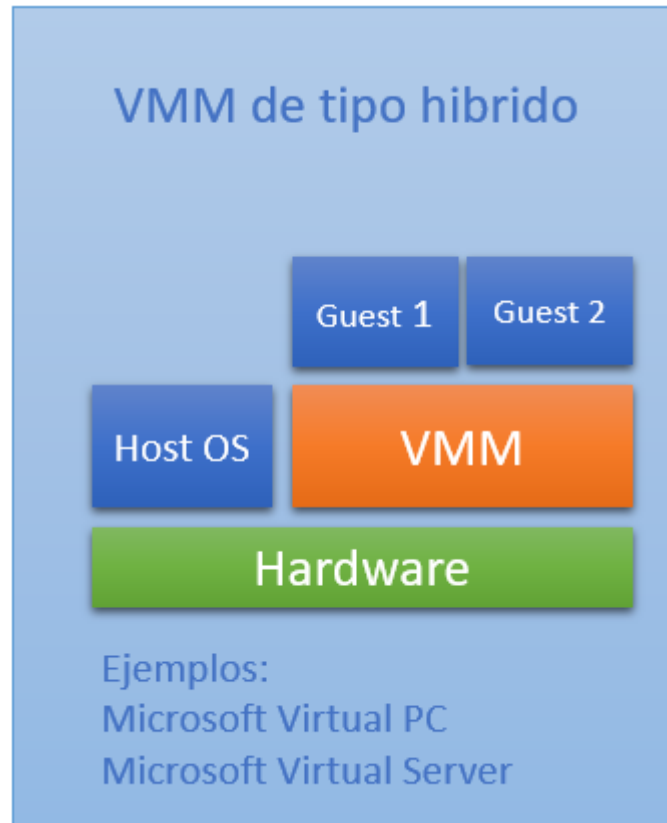 VMM de tipo hibrido
Guest 1
Guest 2
Host OS
VMM
Hardware
Ejemplos:
Microsoft Virtual PC
Microsoft Virtual Server